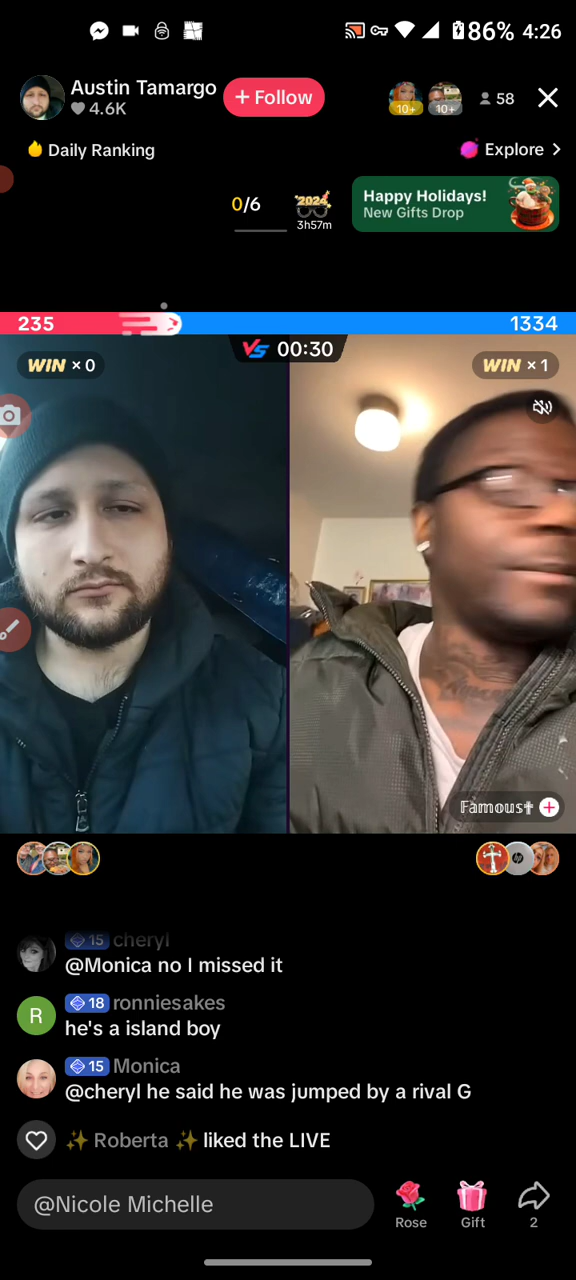 86% 4:26
Austin Tamargo
4.6K
+ Follow
10+
10+
58
Daily Ranking
Explore >
0/6
2024
3h57m
Happy Holidays!
New Gifts Drop
235
1334
VS 00:30
WIN × 0
WIN × 1
𝔽𝕒𝕞𝕠𝕦𝕤✟
hp
15 cheryl
@Monica no I missed it
R
18 ronniesakes
he's a island boy
15 Monica
@cheryl he said he was jumped by a rival G
✨ Roberta ✨ liked the LIVE
@Nicole Michelle
Rose
Gift
2